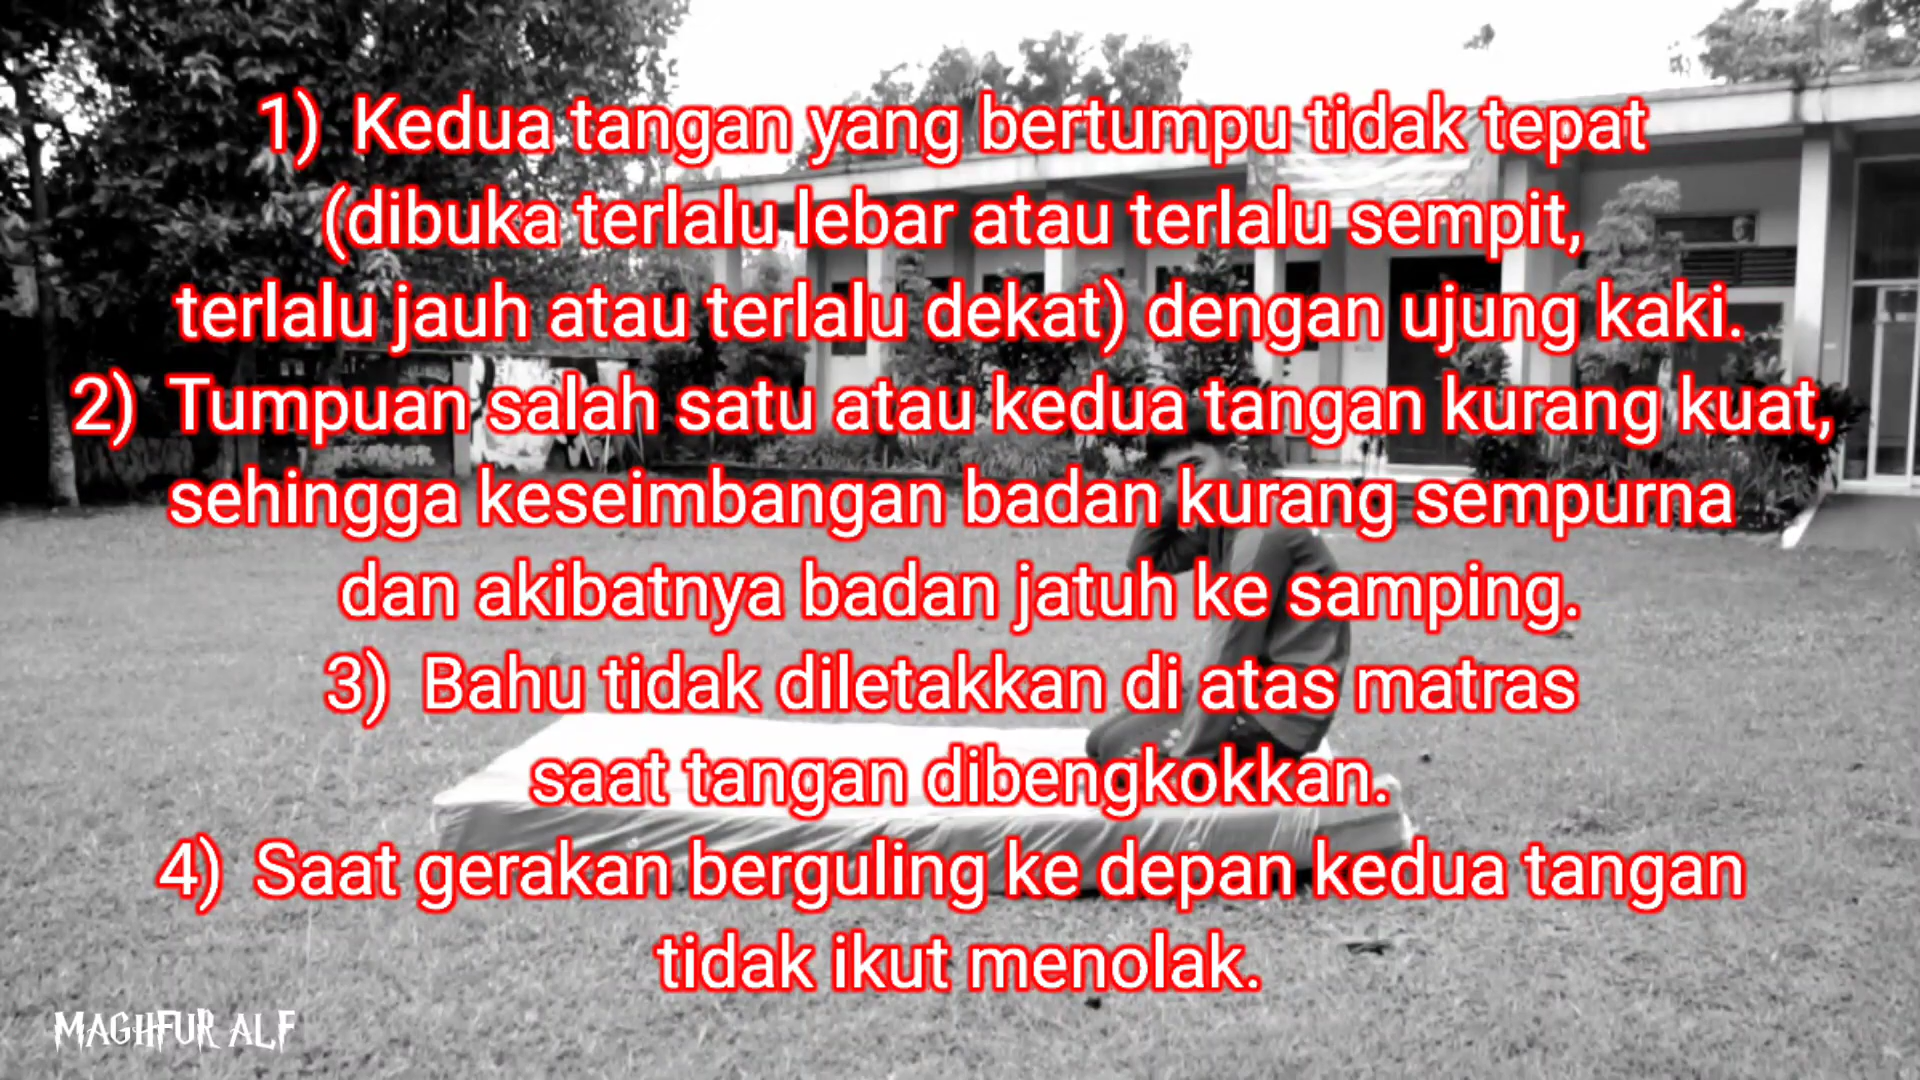 1) Kedua tangan yang bertumpu tidak tepat
(dibuka terlalu lebar atau terlalu sempit,
terlalu jauh atau terlalu dekat) dengan ujung kaki.
2) Tumpuan salah satu atau kedua tangan kurang kuat,
sehingga keseimbangan badan kurang sempurna
dan akibatnya badan jatuh ke samping.
3) Bahu tidak diletakkan di atas matras
saat tangan dibengkokkan.
4) Saat gerakan berguling ke depan kedua tangan
tidak ikut menolak.
MAGHFUR ALF